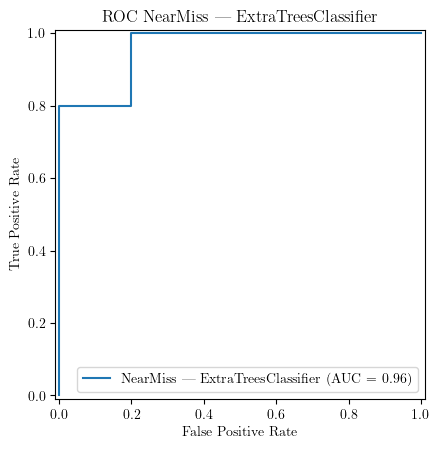 ROC NearMiss — ExtraTreesClassifier
1.0
0.8
0.6
0.4
0.2
0.0
True Positive Rate
NearMiss — ExtraTreesClassifier (AUC = 0.96)
0.0 0.2 0.4 0.6 0.8 1.0
False Positive Rate